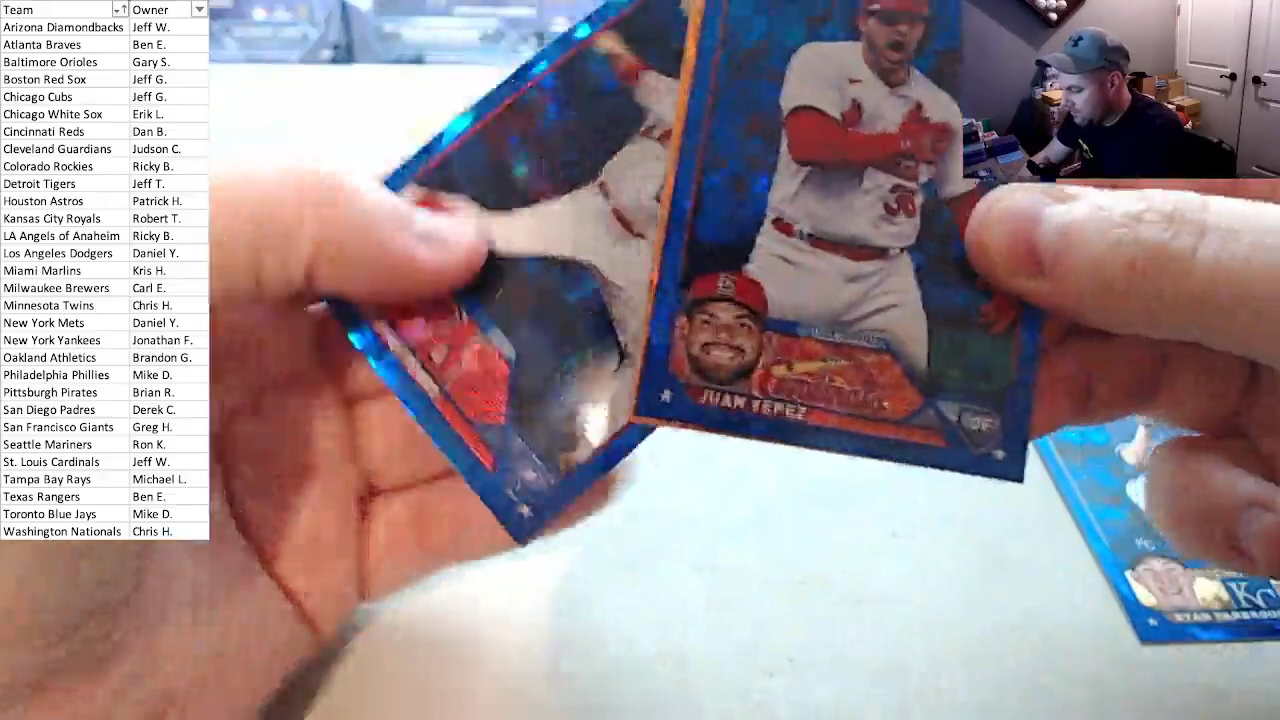 Team Owner
Arizona Diamondbacks Jeff W.
Atlanta Braves Ben E.
Baltimore Orioles Gary S.
Boston Red Sox Jeff G.
Chicago Cubs Jeff G.
Chicago White Sox Erik L.
Cincinnati Reds Dan B.
Cleveland Guardians Judson C.
Colorado Rockies Ricky B.
Detroit Tigers Jeff T.
Houston Astros Patrick H.
Kansas City Royals Robert T.
LA Angels of Anaheim Ricky B.
Los Angeles Dodgers Daniel Y.
Miami Marlins Kris H.
Milwaukee Brewers Carl E.
Minnesota Twins Chris H.
New York Mets Daniel Y.
New York Yankees Jonathan F.
Oakland Athletics Brandon G.
Philadelphia Phillies Mike D.
Pittsburgh Pirates Brian R.
San Diego Padres Derek C.
San Francisco Giants Greg H.
Seattle Mariners Ron K.
St. Louis Cardinals Jeff W.
Tampa Bay Rays Michael L.
Texas Rangers Ben E.
Toronto Blue Jays Mike D.
Washington Nationals Chris H.
JUAN YEPEZ
KC
RYAN